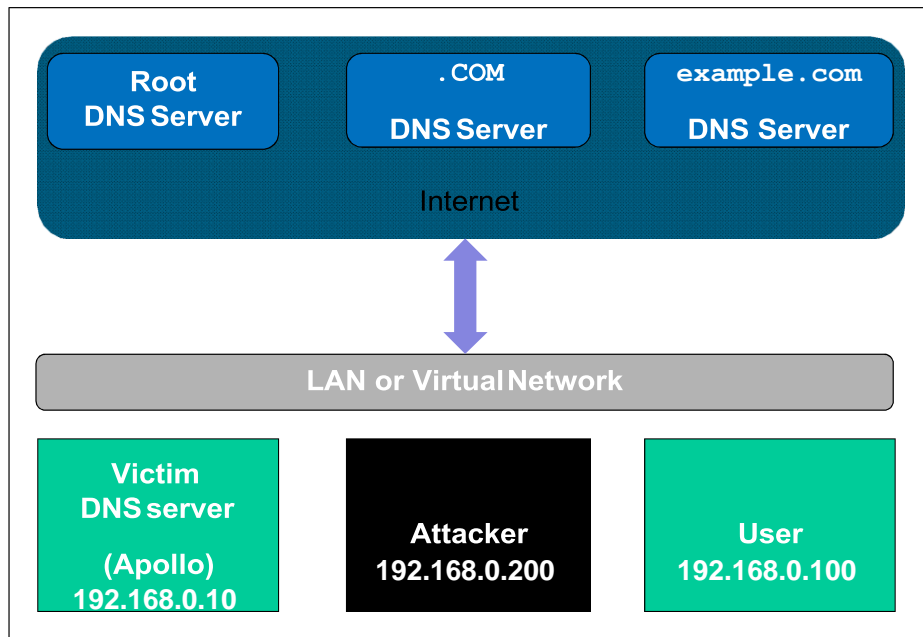 Root
DNS Server
.COM
DNS Server
example.com
DNS Server
Internet
LAN or Virtual Network
Victim
DNS server
(Apollo)
192.168.0.10
Attacker
192.168.0.200
User
192.168.0.100